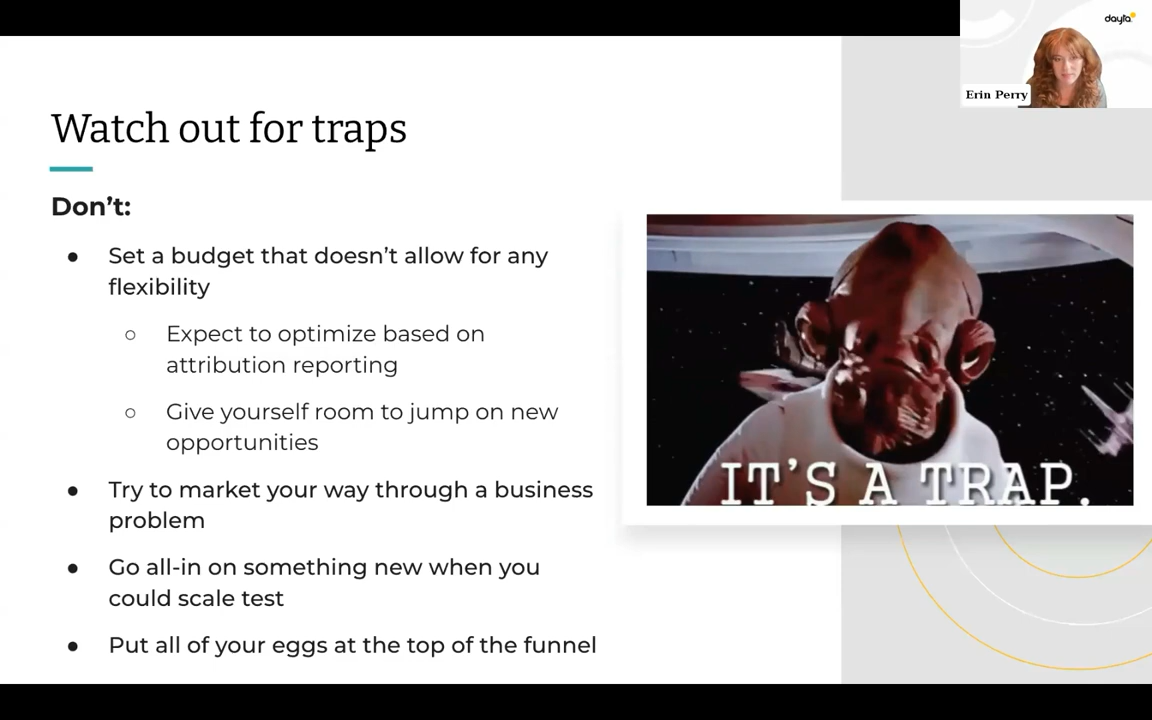 dayta
Erin Perry
Watch out for traps
Don’t:
● Set a budget that doesn’t allow for any
flexibility
○ Expect to optimize based on
attribution reporting
○ Give yourself room to jump on new
opportunities
● Try to market your way through a business
problem
● Go all-in on something new when you
could scale test
● Put all of your eggs at the top of the funnel
IT’S A TRAP.